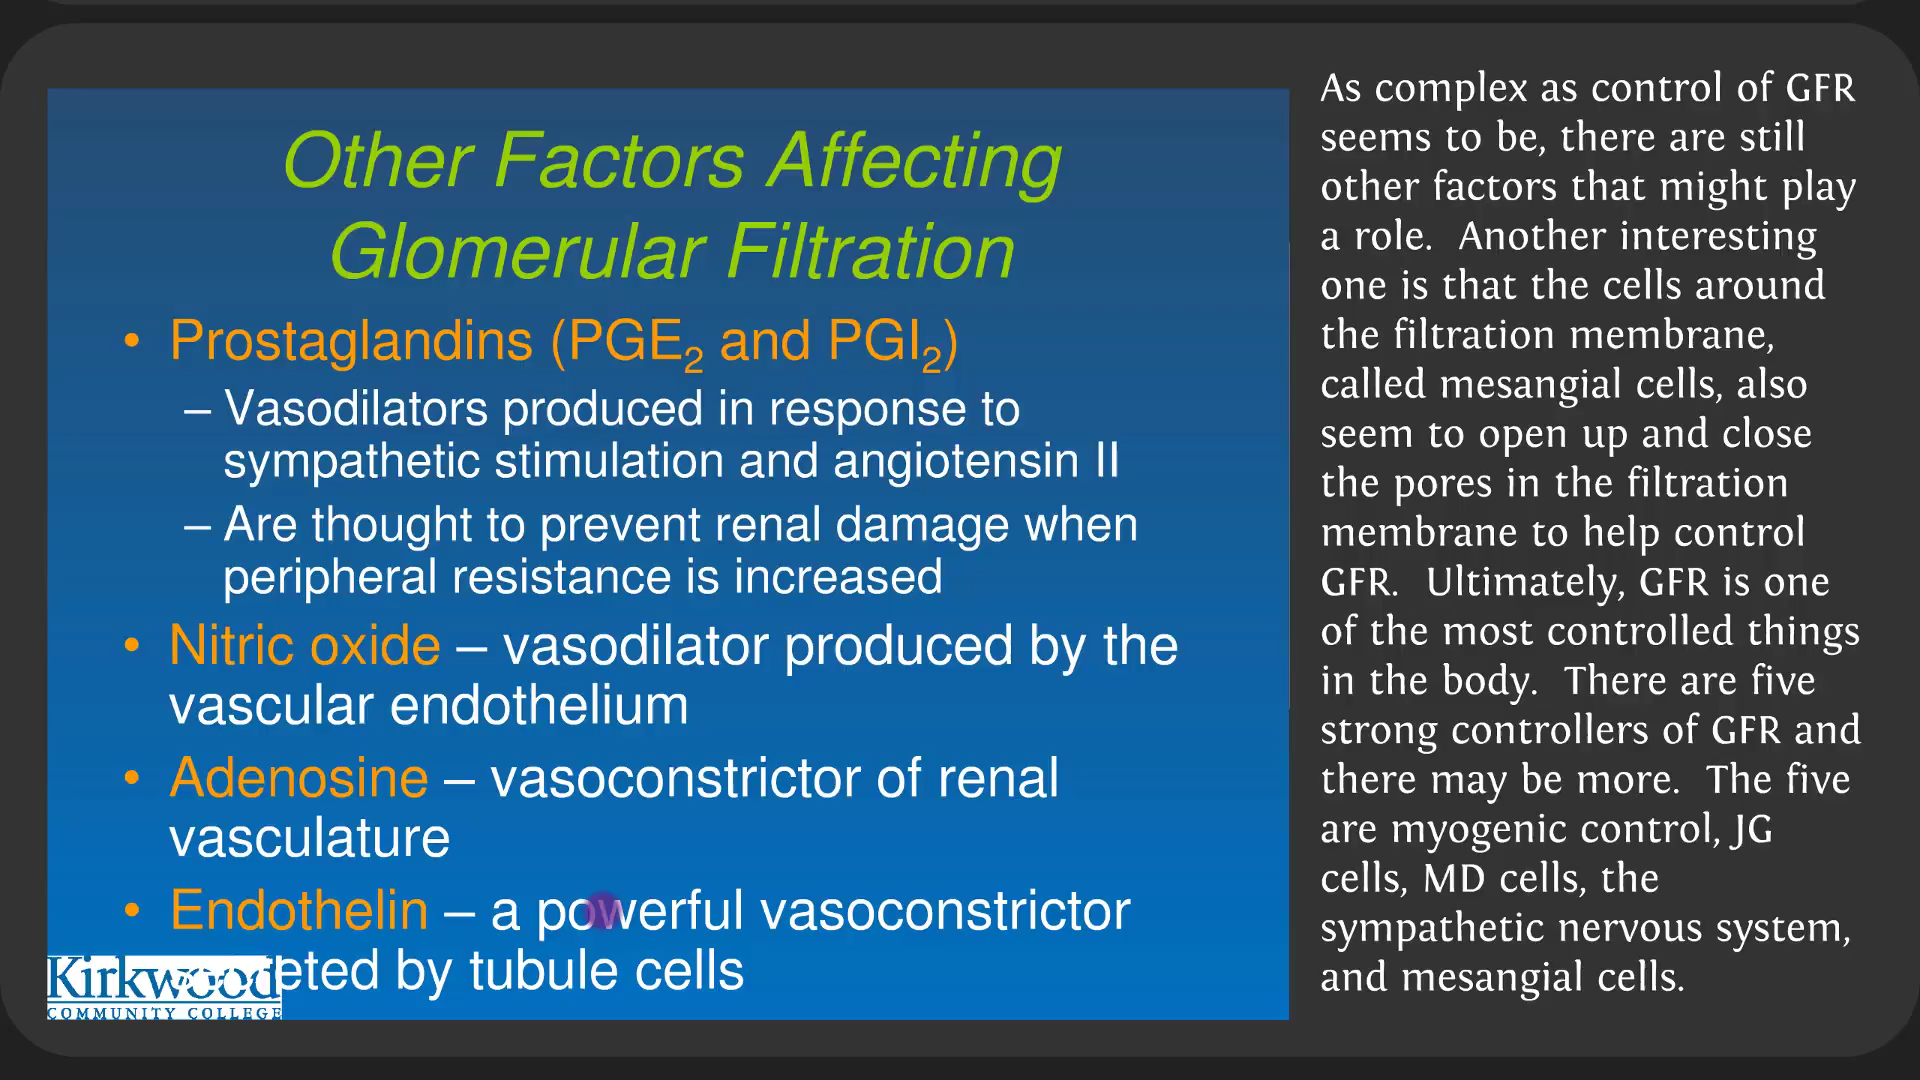 Other Factors Affecting
Glomerular Filtration
• Prostaglandins (PGE₂ and PGI₂)
– Vasodilators produced in response to
sympathetic stimulation and angiotensin II
– Are thought to prevent renal damage when
peripheral resistance is increased
• Nitric oxide – vasodilator produced by the
vascular endothelium
• Adenosine – vasoconstrictor of renal
vasculature
• Endothelin – a powerful vasoconstrictor
secreted by tubule cells
Kirkwood
COMMUNITY COLLEGE
As complex as control of GFR
seems to be, there are still
other factors that might play
a role. Another interesting
one is that the cells around
the filtration membrane,
called mesangial cells, also
seem to open up and close
the pores in the filtration
membrane to help control
GFR. Ultimately, GFR is one
of the most controlled things
in the body. There are five
strong controllers of GFR and
there may be more. The five
are myogenic control, JG
cells, MD cells, the
sympathetic nervous system,
and mesangial cells.